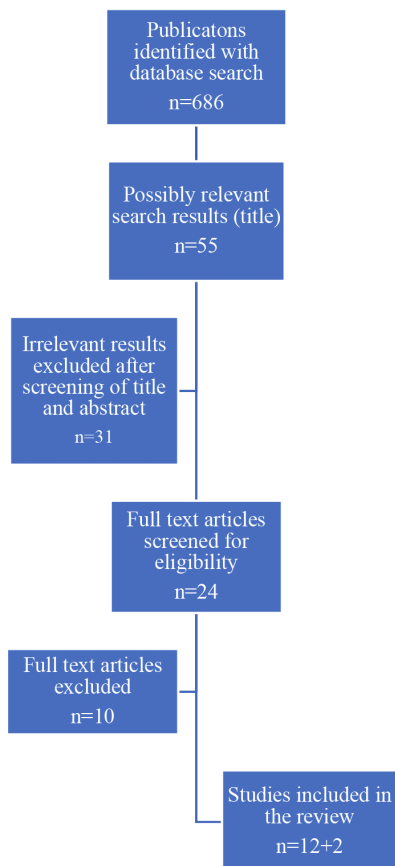 Publicatons
identified with
database search
n=686
Possibly relevant
search results (title)
n=55
Irrelevant results
excluded after
screening of title
and abstract
n=31
Full text articles
screened for
eligibility
n=24
Full text articles
excluded
n=10
Studies included in
the review
n=12+2